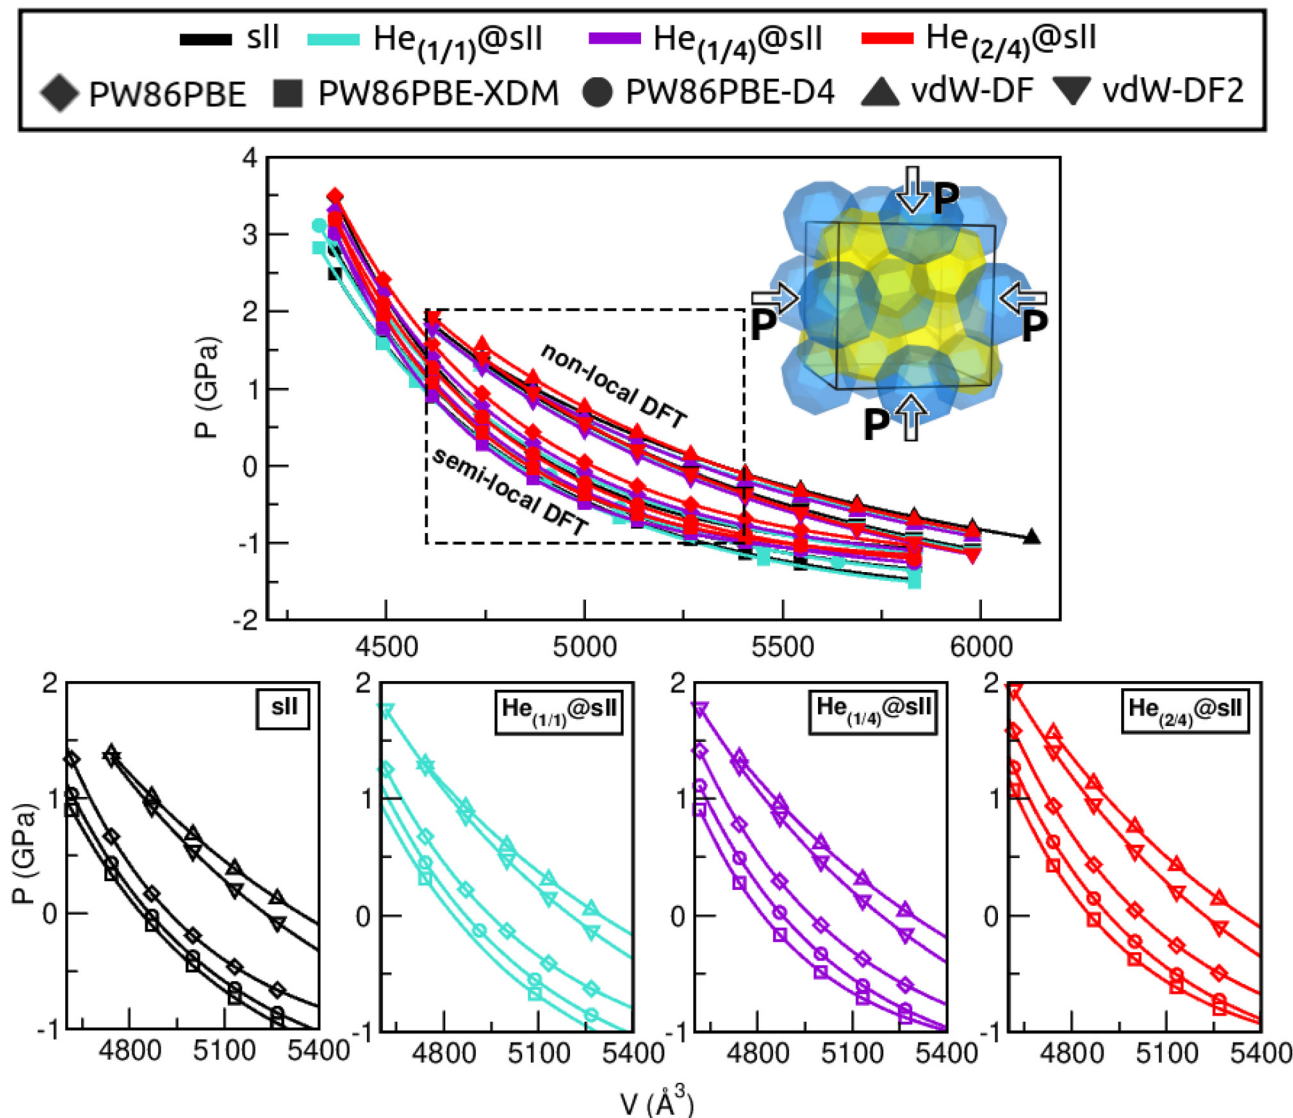 sII He(1/1)@sII He(1/4)@sII He(2/4)@sII
PW86PBE PW86PBE-XDM PW86PBE-D4 vdW-DF vdW-DF2
4
3
2
1
0
-1
-2
P (GPa)
non-local DFT
semi-local DFT
P
P
P
P
4500 5000 5500 6000
2
1
0
-1
P (GPa)
sII
4800 5100 5400
2
1
0
-1
He(1/1)@sII
4800 5100 5400
2
1
0
-1
He(1/4)@sII
4800 5100 5400
2
1
0
-1
He(2/4)@sII
4800 5100 5400
V (Å³)